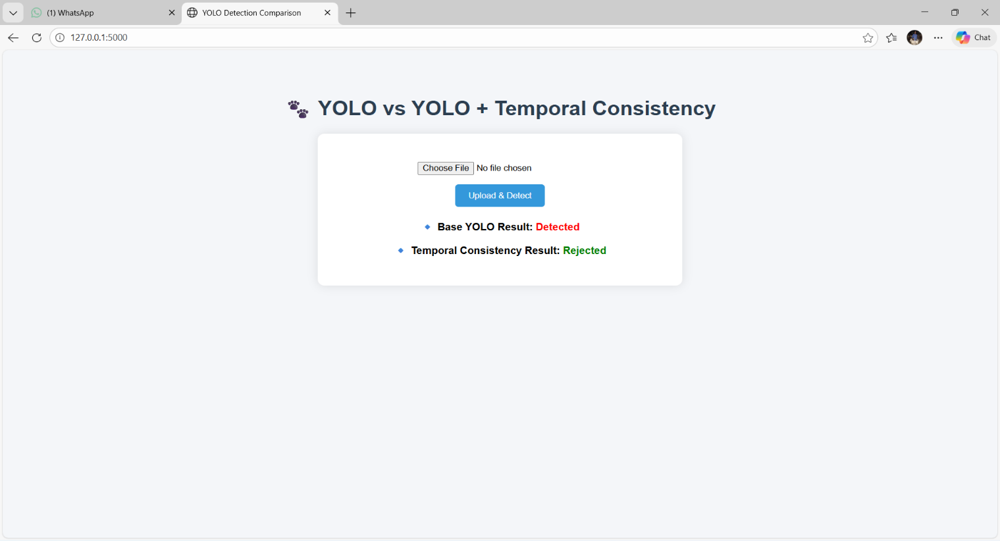 (1) WhatsApp
YOLO Detection Comparison
127.0.0.1:5000
Chat
YOLO vs YOLO + Temporal Consistency
Choose File No file chosen
Upload & Detect
Base YOLO Result: Detected
Temporal Consistency Result: Rejected